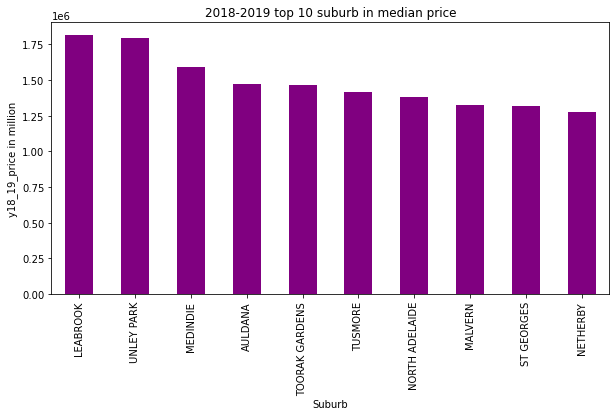 2018-2019 top 10 suburb in median price
1e6
1.75
1.50
1.25
1.00
0.75
0.50
0.25
0.00
y18_19_price in million
LEABROOK
UNLEY PARK
MEDINDIE
AULDANA
TOORAK GARDENS
TUSMORE
NORTH ADELAIDE
MALVERN
ST GEORGES
NETHERBY
Suburb